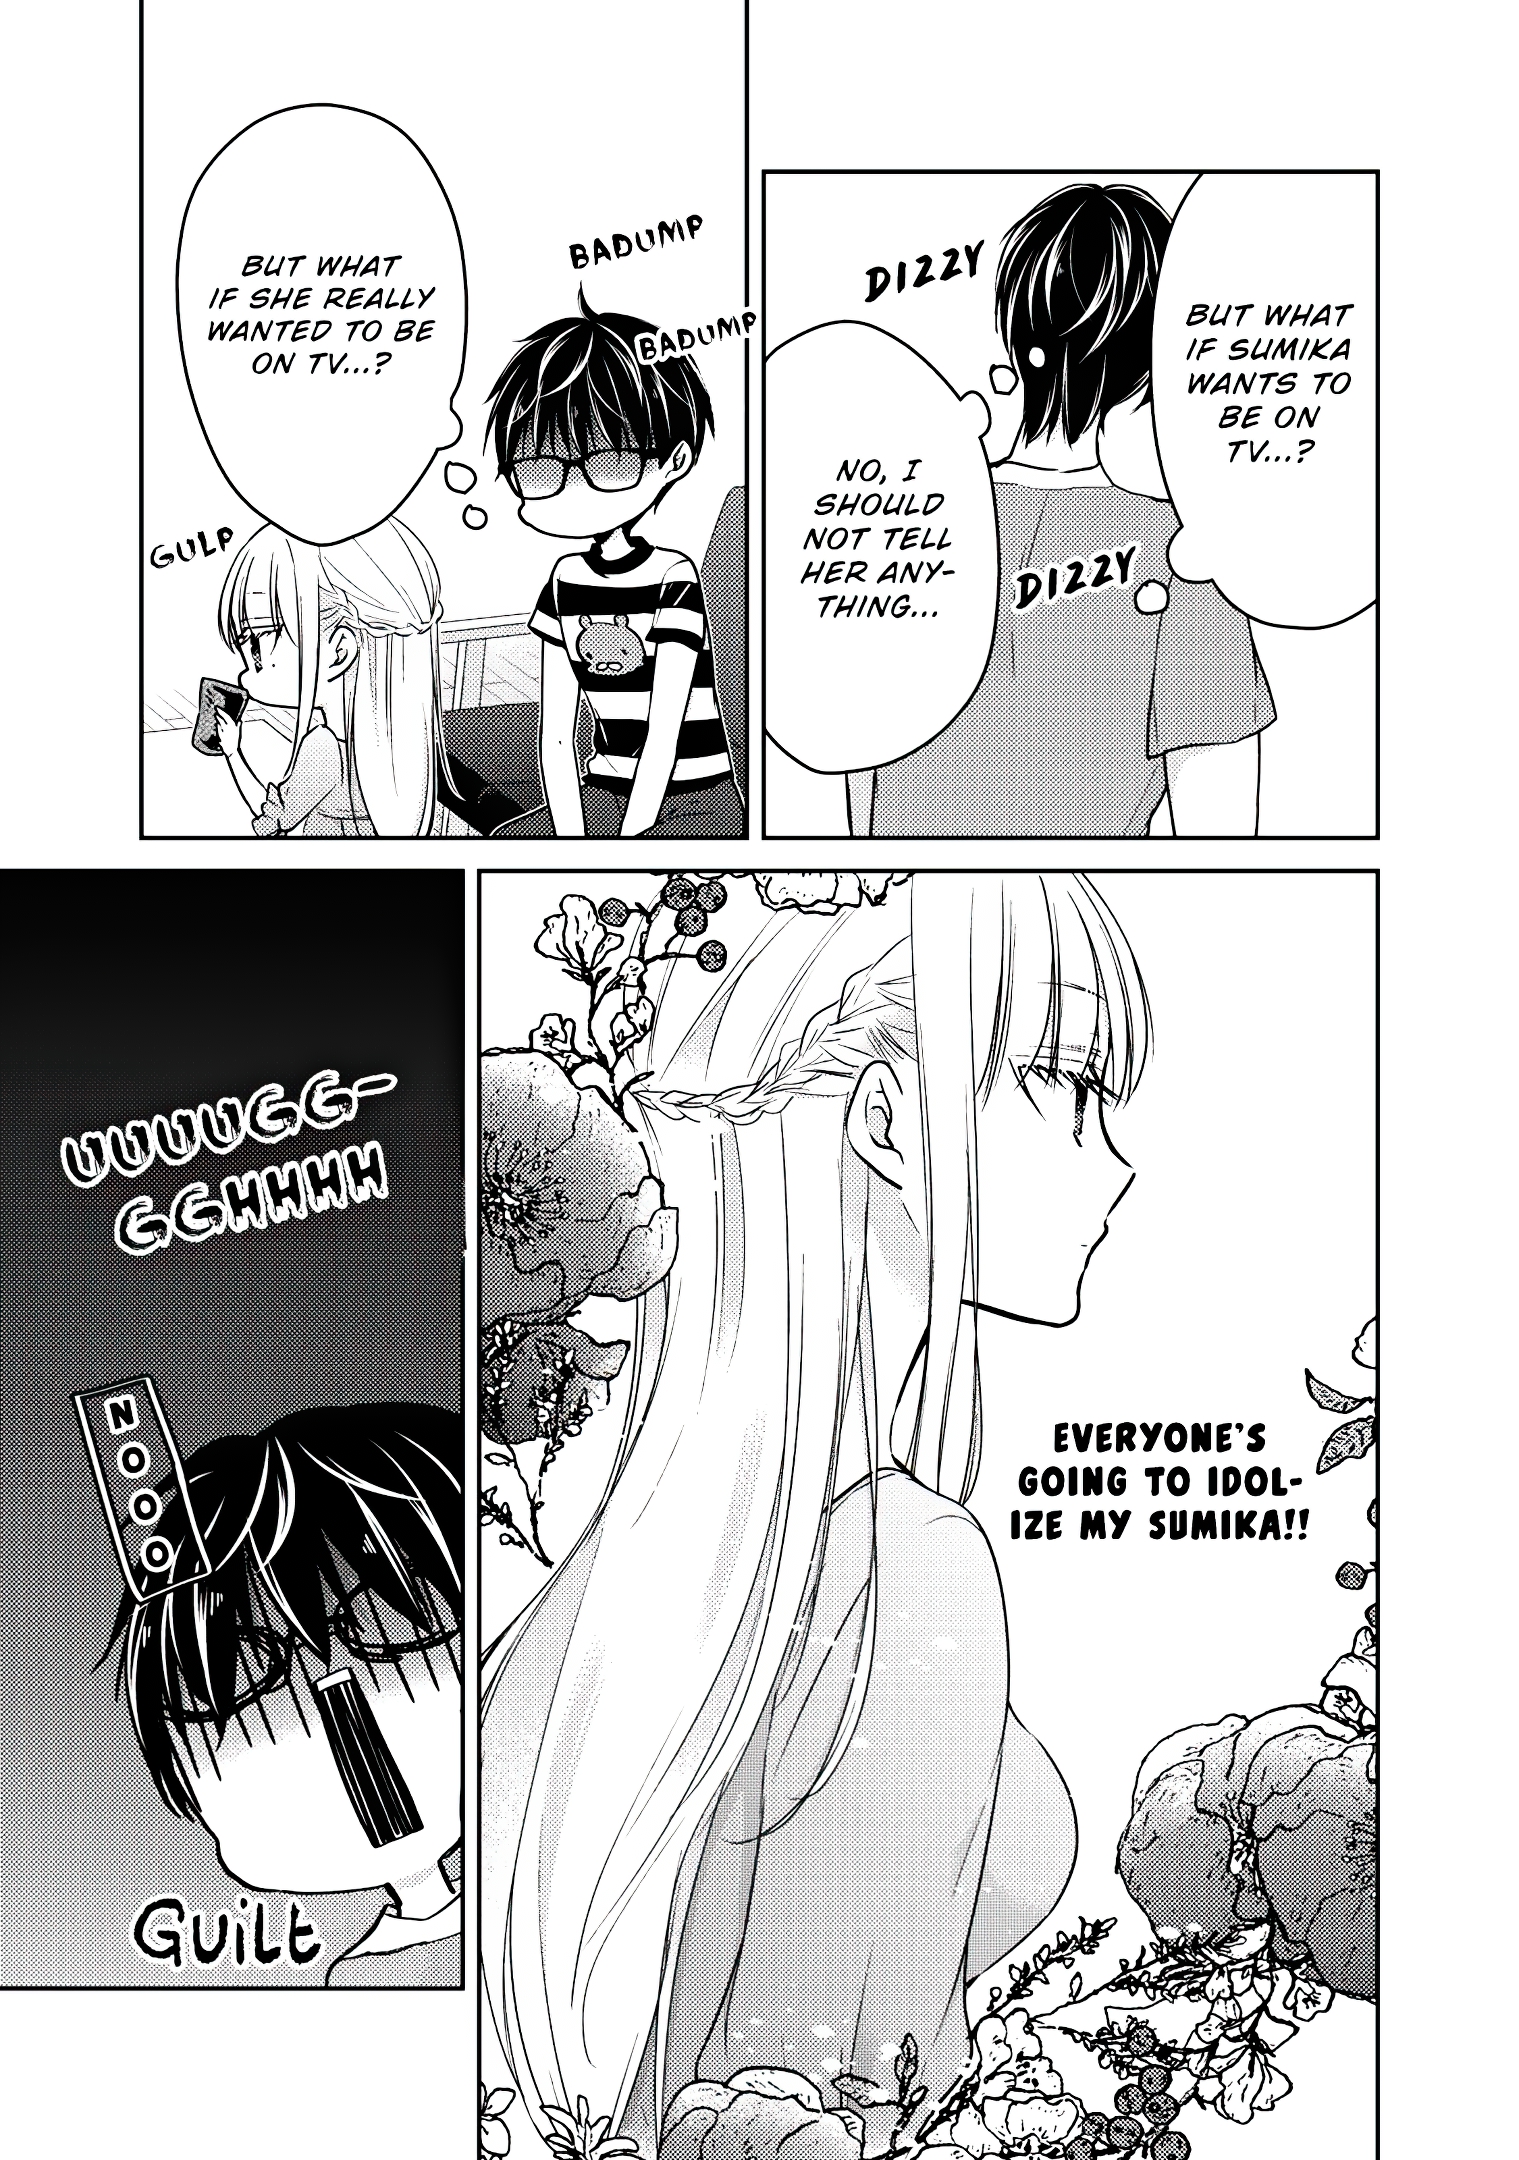 BUT WHAT
IF SUMIKA
WANTS TO
BE ON
TV...?
DIZZY
DIZZY
NO, I
SHOULD
NOT TELL
HER ANY-
THING...
BADUMP
BADUMP
BUT WHAT
IF SHE REALLY
WANTED TO BE
ON TV...?
GULP
EVERYONE'S
GOING TO IDOL-
IZE MY SUMIKA!!
UUUUGG-
GGHHHH
NOOO
GUILT